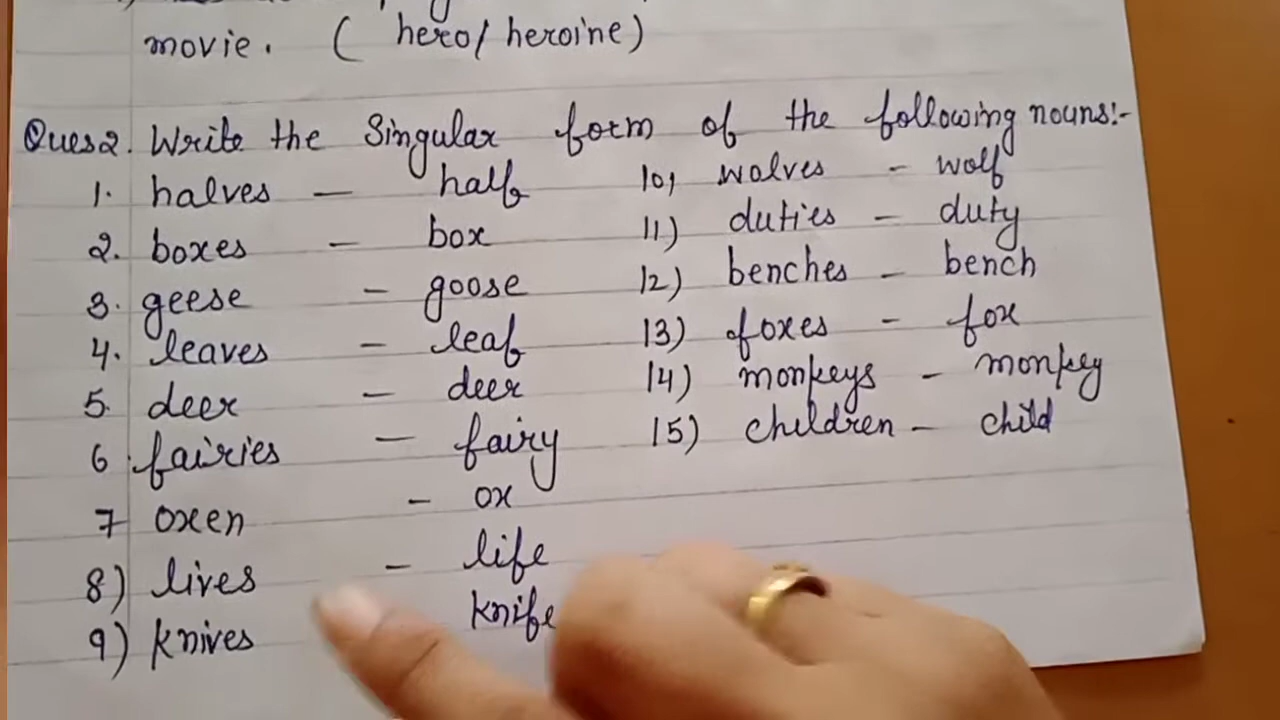 movie. ( hero/ heroine)
Ques2. Write the Singular form of the following nouns:-
1. halves — half
2. boxes — box
3. geese - goose
4. leaves - leaf
5. deer - deer
6. fairies — fairy
7 oxen - ox
8) lives - life
9) knives knife
10, wolves - wolf
11) duties - duty
12) benches - bench
13) foxes - fox
14) monkeys - monkey
15) children - child